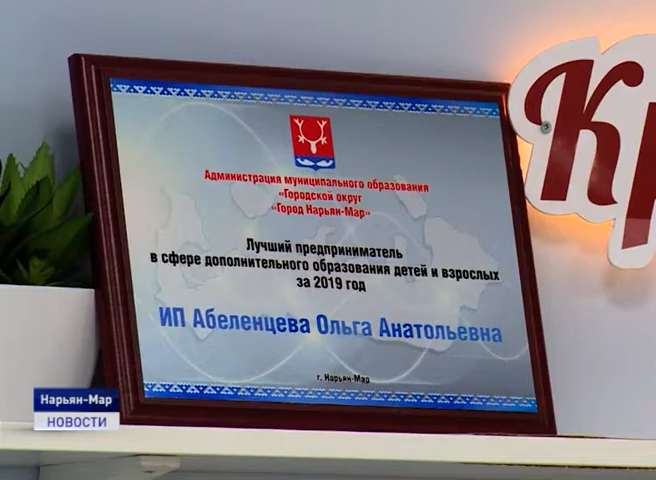 Администрация муниципального образования
«Городской округ
«Город Нарьян-Мар»
Лучший предприниматель
в сфере дополнительного образования детей и взрослых
за 2019 год
ИП Абеленцева Ольга Анатольевна
г. Нарьян-Мар
Кр
Нарьян-Мар
НОВОСТИ